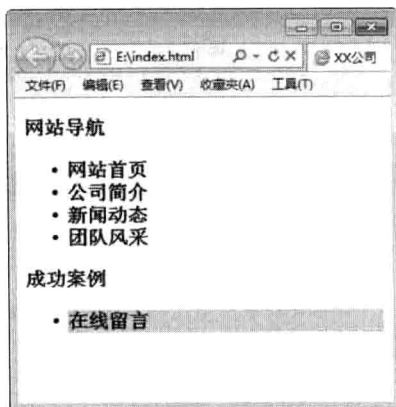 E:\index.html XX公司
文件(F) 编辑(E) 查看(V) 收藏夹(A) 工具(T)
网站导航
• 网站首页
• 公司简介
• 新闻动态
• 团队风采
成功案例
• 在线留言